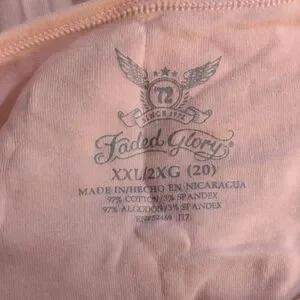 72
SINCE 1972
Faded Glory
XXL/2XG (20)
MADE IN/HECHO EN NICARAGUA
97% COTTON/3% SPANDEX
97% ALGODON/3% SPANDEX